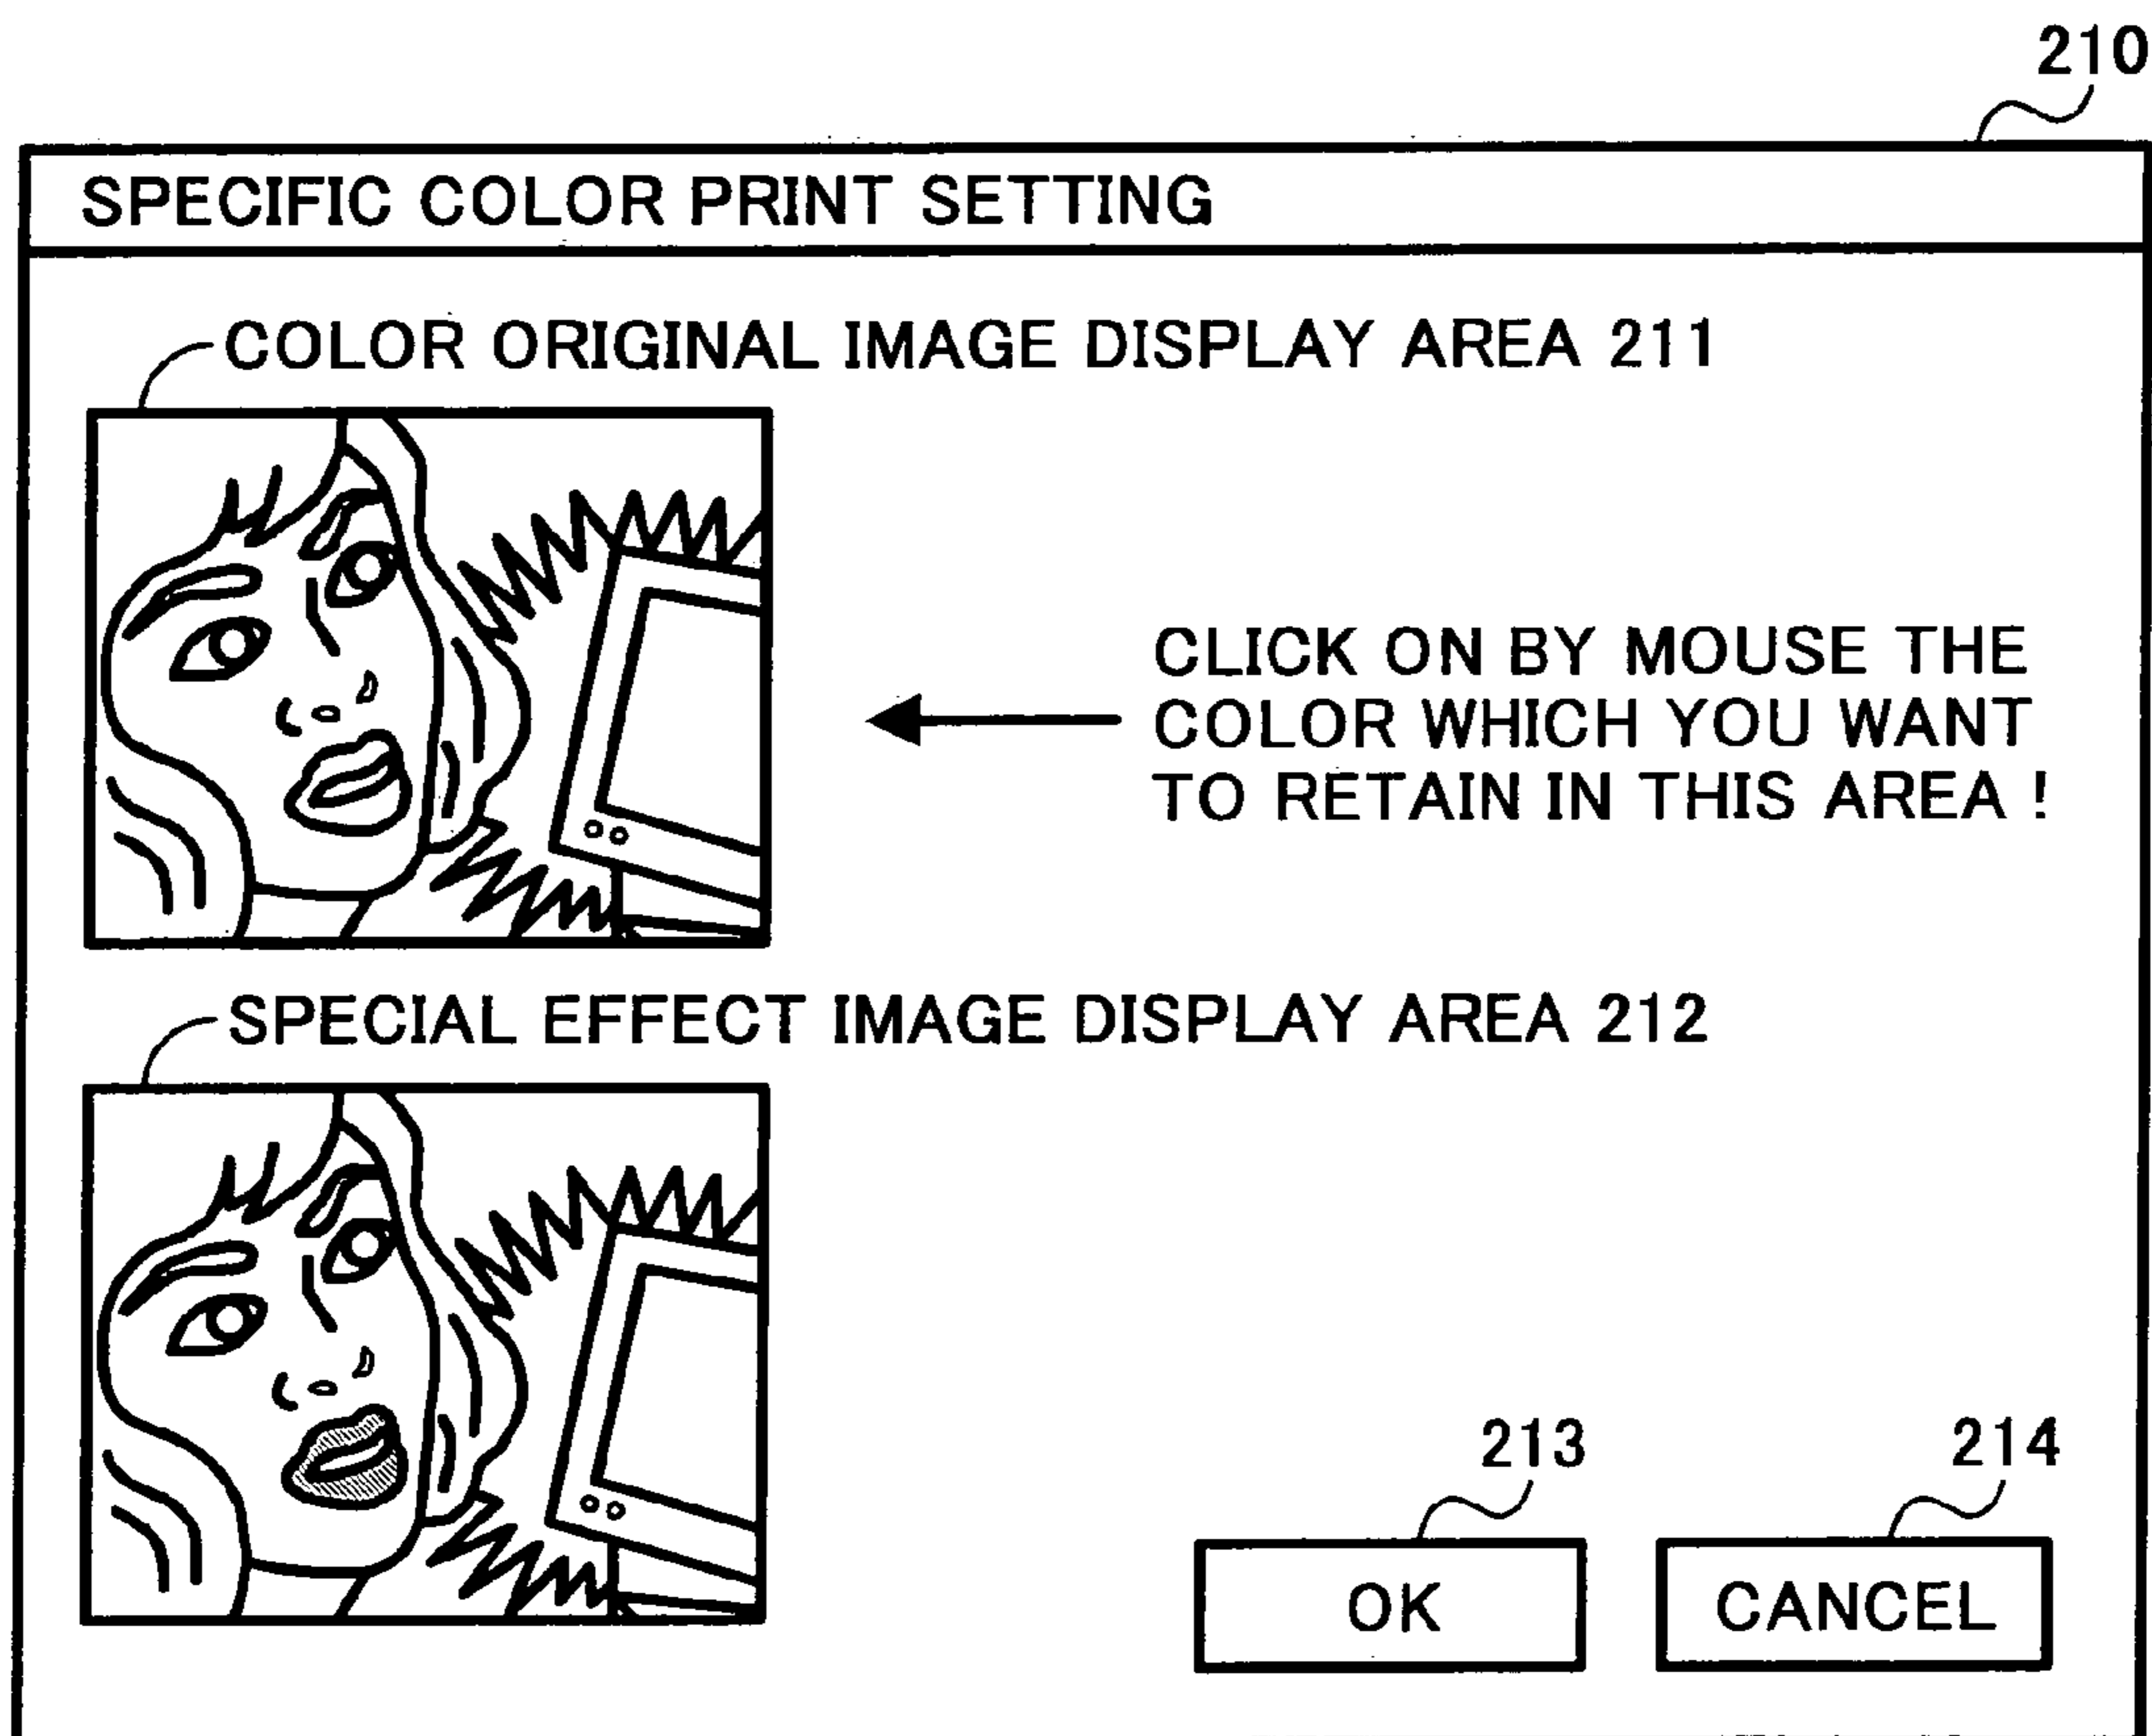 210
SPECIFIC COLOR PRINT SETTING
COLOR ORIGINAL IMAGE DISPLAY AREA 211
CLICK ON BY MOUSE THE
COLOR WHICH YOU WANT
TO RETAIN IN THIS AREA !
SPECIAL EFFECT IMAGE DISPLAY AREA 212
213
214
OK
CANCEL